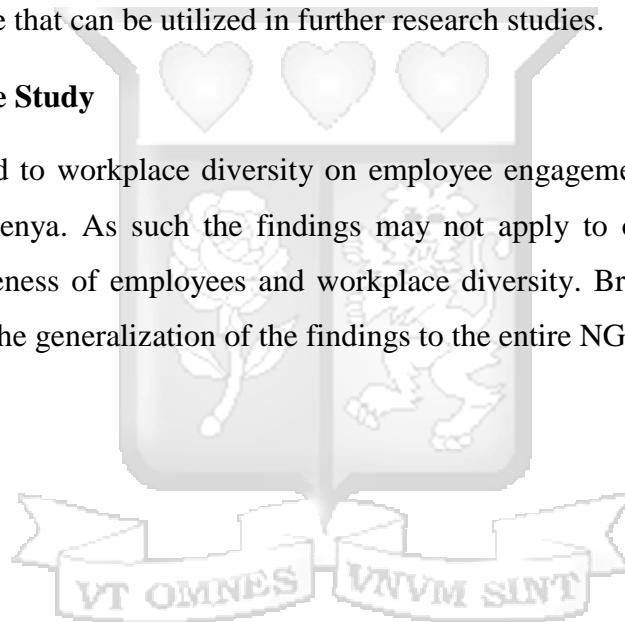 e that can be utilized in further research studies.
e Study
d to workplace diversity on employee engageme
enya. As such the findings may not apply to
eness of employees and workplace diversity. Br
he generalization of the findings to the entire NG
VT OMNES VNVM SINT